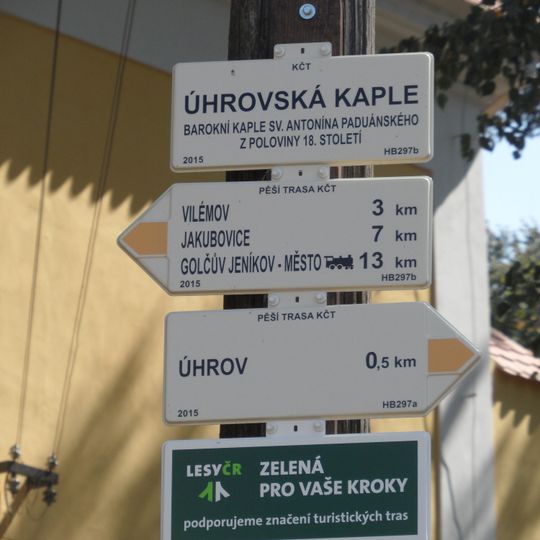 KČT
ÚHROVSKÁ KAPLE
BAROKNÍ KAPLE SV. ANTONÍNA PADUÁNSKÉHO
Z POLOVINY 18. STOLETÍ
2015 HB297b
PĚŠÍ TRASA KČT
VILÉMOV 3 km
JAKUBOVICE 7 km
GOLČŮV JENÍKOV - MĚSTO 13 km
2015 HB297b
PĚŠÍ TRASA KČT
ÚHROV 0,5 km
2015 HB297a
LESYČR ZELENÁ
PRO VAŠE KROKY
podporujeme značení turistických tras